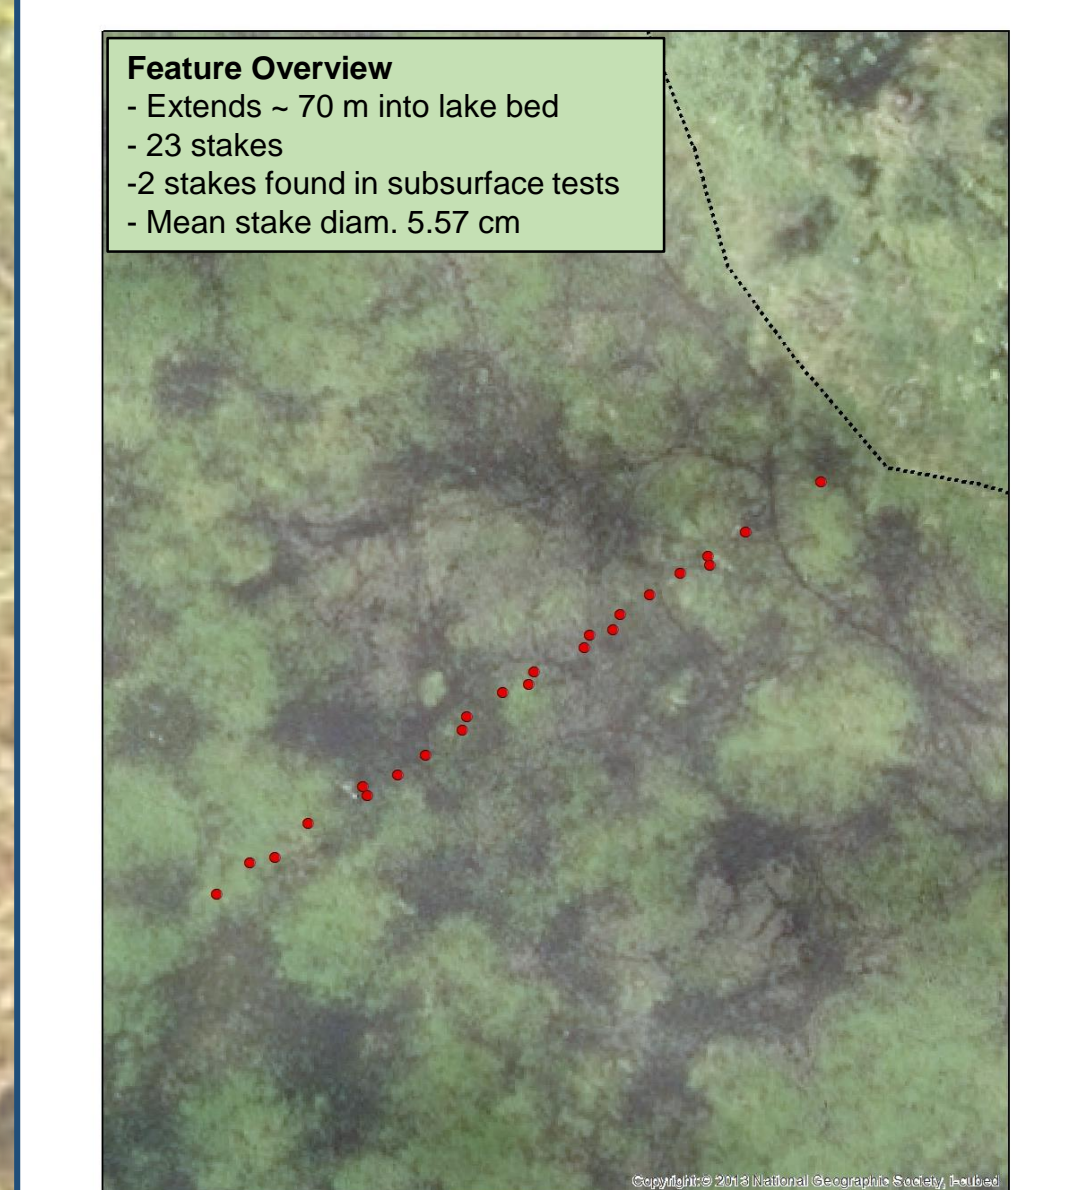 Feature Overview
- Extends ~ 70 m into lake bed
- 23 stakes
-2 stakes found in subsurface tests
- Mean stake diam. 5.57 cm
Copyright:© 2013 National Geographic Society, i-cubed